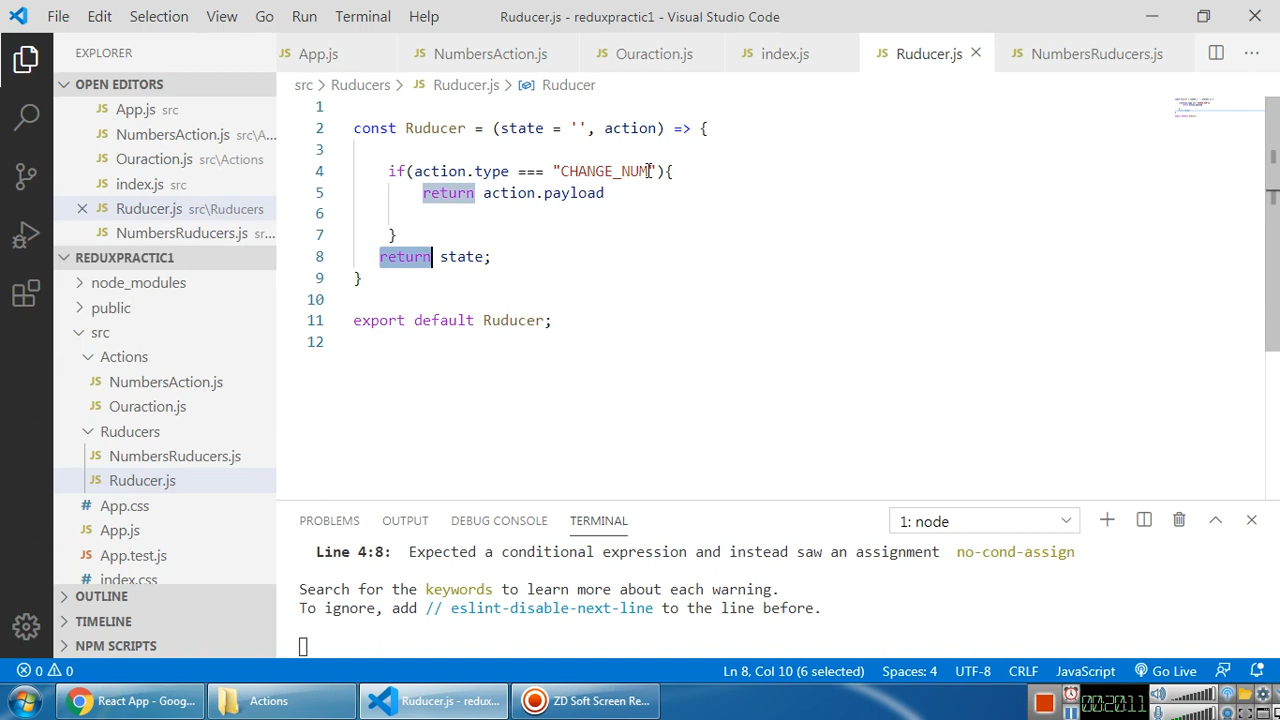 File Edit Selection View Go Run Terminal Help Ruducer.js - reduxpractic1 - Visual Studio Code
EXPLORER
App.js NumbersAction.js Ouraction.js index.js Ruducer.js NumbersRuducers.js
OPEN EDITORS
App.js src
NumbersAction.js src\A...
Ouraction.js src\Actions
index.js src
Ruducer.js src\Ruducers
NumbersRuducers.js sr...
REDUXPRACTIC1
node_modules
public
src
Actions
NumbersAction.js
Ouraction.js
Ruducers
NumbersRuducers.js
Ruducer.js
App.css
App.js
App.test.js
index.css
OUTLINE
TIMELINE
NPM SCRIPTS
src > Ruducers > Ruducer.js > Ruducer
1
2 const Ruducer = (state = '', action) => {
3
4 if(action.type === "CHANGE_NUM"){
5 return action.payload
6
7 }
8 return state;
9 }
10
11 export default Ruducer;
12
PROBLEMS OUTPUT DEBUG CONSOLE TERMINAL 1: node
Line 4:8: Expected a conditional expression and instead saw an assignment no-cond-assign
Search for the keywords to learn more about each warning.
To ignore, add // eslint-disable-next-line to the line before.
0 0 Ln 8, Col 10 (6 selected) Spaces: 4 UTF-8 CRLF JavaScript Go Live
React App - Goog... Actions Ruducer.js - redux... ZD Soft Screen Re... 00:20:11